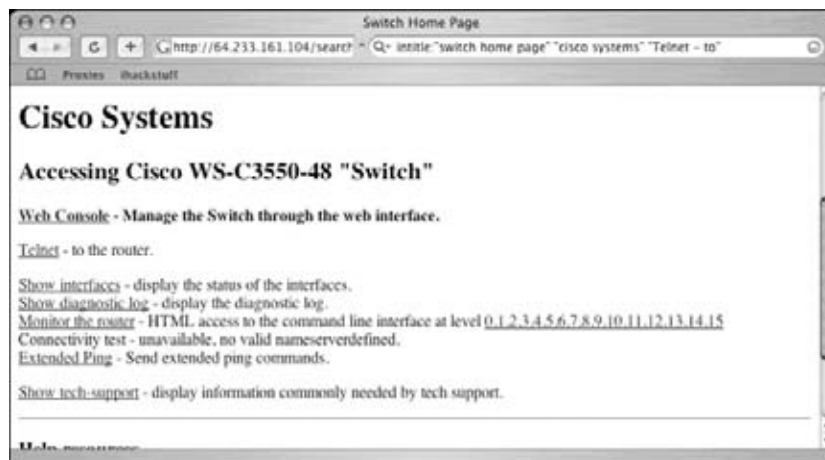 Switch Home Page
http://64.233.161.104/search
intitle:"switch home page" "cisco systems" "Telnet - to"
Proxies ihackstuff
Cisco Systems
Accessing Cisco WS-C3550-48 "Switch"
Web Console - Manage the Switch through the web interface.
Telnet - to the router.
Show interfaces - display the status of the interfaces.
Show diagnostic log - display the diagnostic log.
Monitor the router - HTML access to the command line interface at level 0,1,2,3,4,5,6,7,8,9,10,11,12,13,14,15
Connectivity test - unavailable, no valid nameserverdefined.
Extended Ping - Send extended ping commands.
Show tech-support - display information commonly needed by tech support.
Help resources